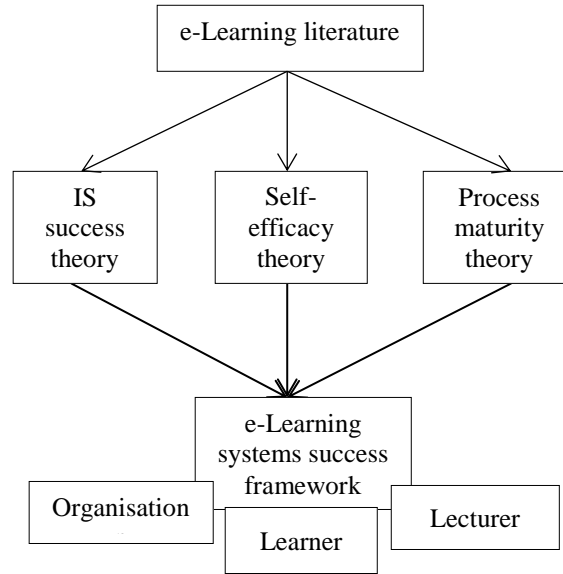 e-Learning literature
IS
success
theory
Self-
efficacy
theory
Process
maturity
theory
e-Learning
systems success
framework
Organisation
Learner
Lecturer